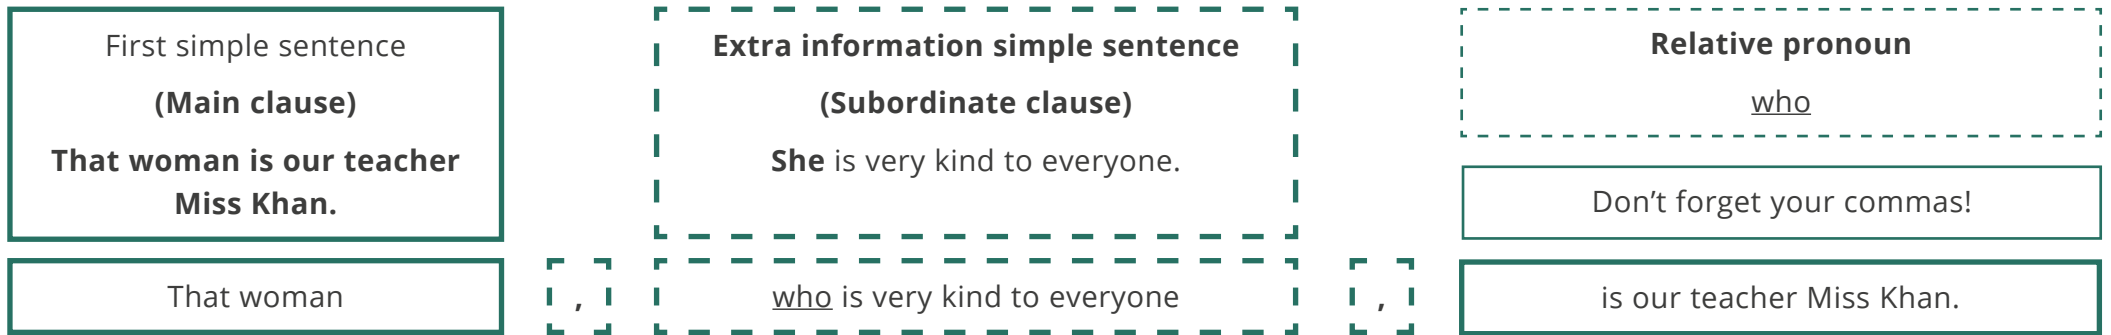 First simple sentence
(Main clause)
That woman is our teacher
Miss Khan.
Extra information simple sentence
(Subordinate clause)
She is very kind to everyone.
Relative pronoun
who
Don’t forget your commas!
That woman
,
who is very kind to everyone
,
is our teacher Miss Khan.